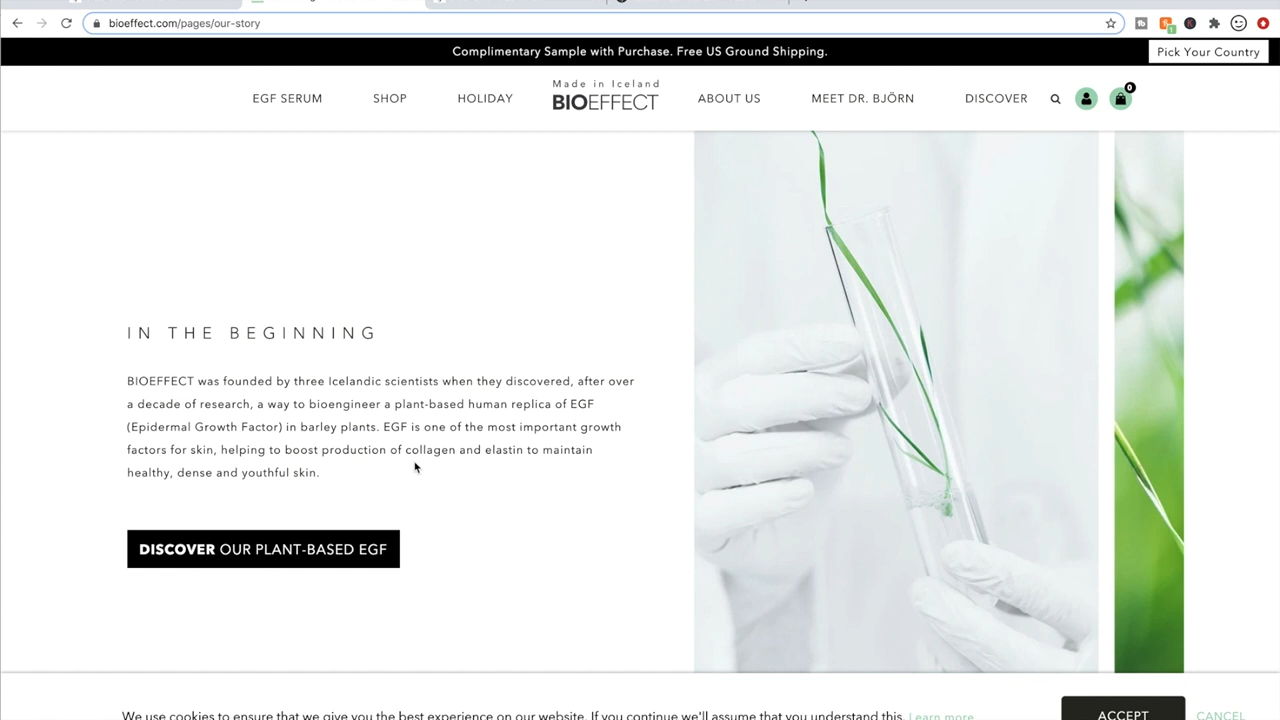 bioeffect.com/pages/our-story
Complimentary Sample with Purchase. Free US Ground Shipping.
Pick Your Country
EGF SERUM
SHOP
HOLIDAY
Made in Iceland
BIOEFFECT
ABOUT US
MEET DR. BJÖRN
DISCOVER
0
IN THE BEGINNING
BIOEFFECT was founded by three Icelandic scientists when they discovered, after over
a decade of research, a way to bioengineer a plant-based human replica of EGF
(Epidermal Growth Factor) in barley plants. EGF is one of the most important growth
factors for skin, helping to boost production of collagen and elastin to maintain
healthy, dense and youthful skin.
DISCOVER OUR PLANT-BASED EGF
We use cookies to ensure that we give you the best experience on our website. If you continue we'll assume that you understand this. Learn more
ACCEPT
CANCEL